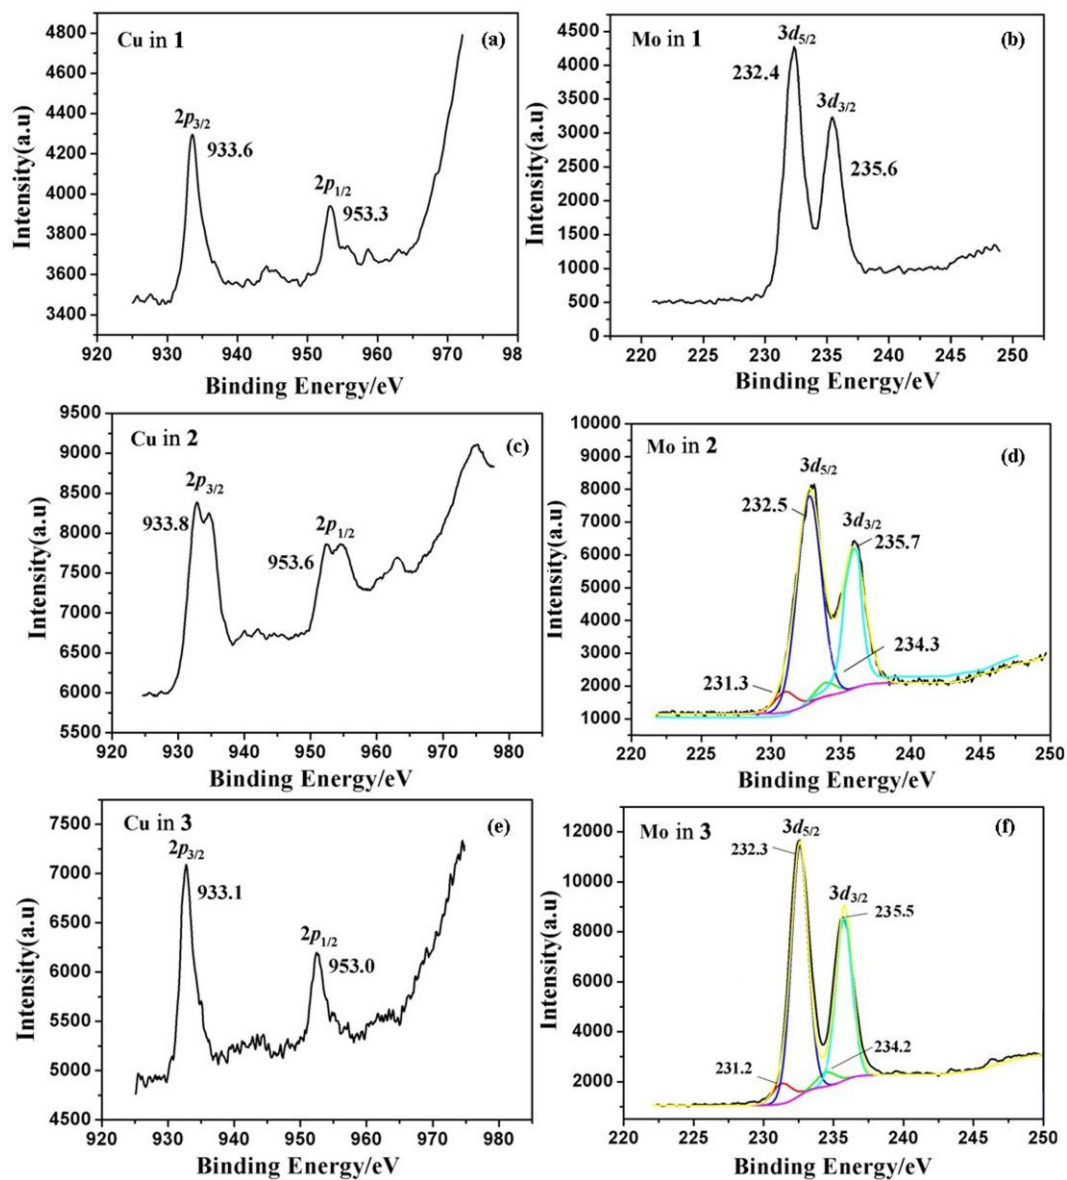 Cu in 1
(a)
2p3/2
933.6
2p1/2
953.3
4800
4600
4400
4200
4000
3800
3600
3400
920 930 940 950 960 970 98
Intensity(a.u)
Binding Energy/eV
Mo in 1
(b)
3d5/2
232.4
3d3/2
235.6
4500
4000
3500
3000
2500
2000
1500
1000
500
0
220 225 230 235 240 245 250
Intensity(a.u)
Binding Energy/eV
Cu in 2
(c)
2p3/2
933.8
2p1/2
953.6
9500
9000
8500
8000
7500
7000
6500
6000
5500
920 930 940 950 960 970 980
Intensity(a.u)
Binding Energy/eV
Mo in 2
(d)
3d5/2
232.5
3d3/2
235.7
234.3
231.3
10000
9000
8000
7000
6000
5000
4000
3000
2000
1000
220 225 230 235 240 245 250
Intensity(a.u)
Binding Energy/eV
Cu in 3
(e)
2p3/2
933.1
2p1/2
953.0
7500
7000
6500
6000
5500
5000
4500
920 930 940 950 960 970 980
Intensity(a.u)
Binding Energy/eV
Mo in 3
(f)
3d5/2
232.3
3d3/2
235.5
234.2
231.2
12000
10000
8000
6000
4000
2000
220 225 230 235 240 245 250
Intensity(a.u)
Binding Energy/eV